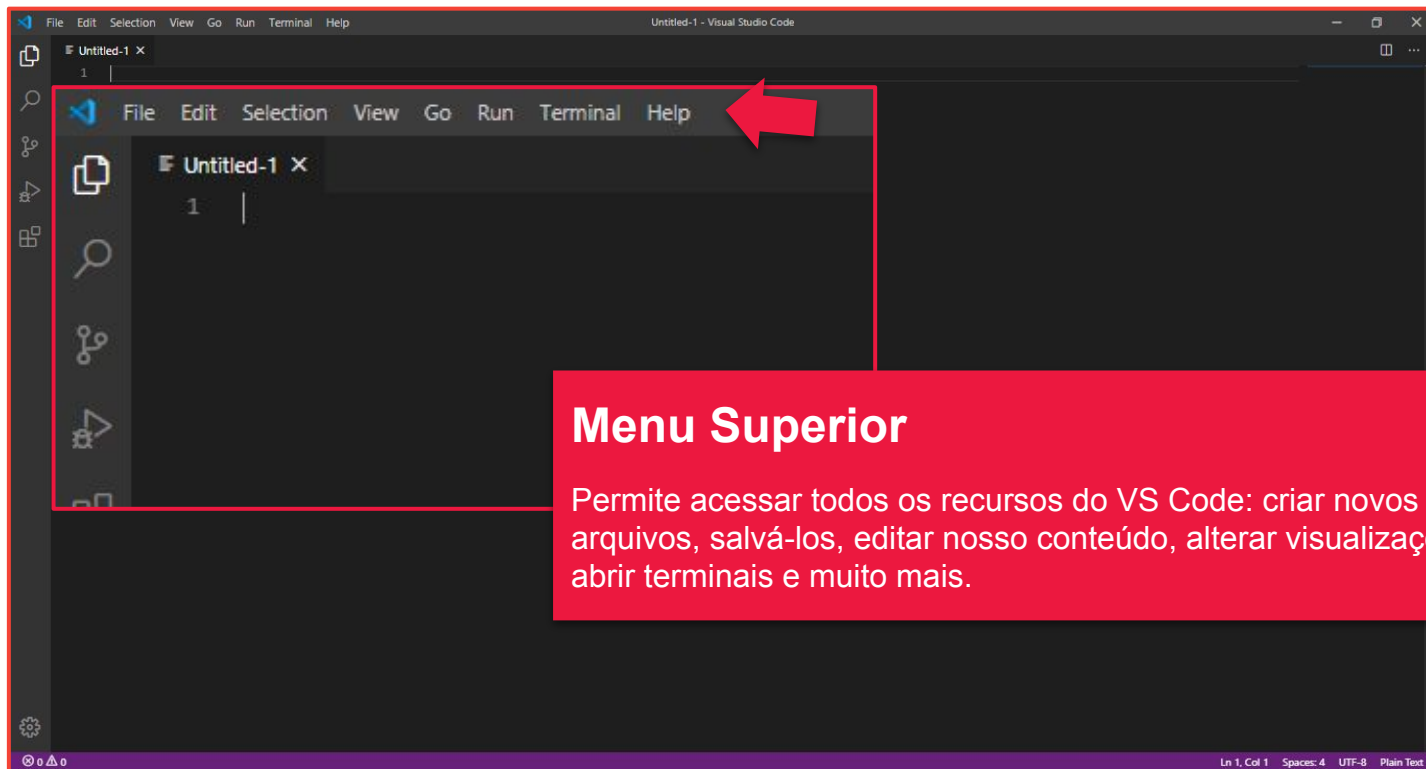 File Edit Selection View Go Run Terminal Help
Untitled-1 - Visual Studio Code
Untitled-1
1
File Edit Selection View Go Run Terminal Help
Untitled-1
1
Menu Superior
Permite acessar todos os recursos do VS Code: criar novos
arquivos, salvá-los, editar nosso conteúdo, alterar
abrir terminais e muito mais.
0 0
Ln 1, Col 1 Spaces: 4 UTF-8 Plain Text